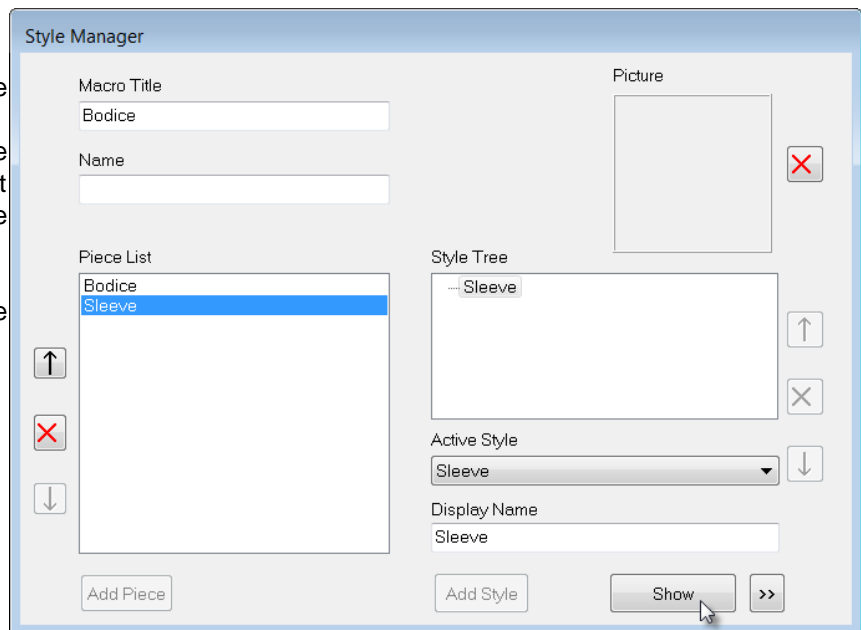 Style Manager
Macro Title
Picture
Bodice
Name
Piece List
Style Tree
Bodice
Sleeve
Sleeve
Active Style
Sleeve
Display Name
Sleeve
Add Piece
Add Style
Show
>>